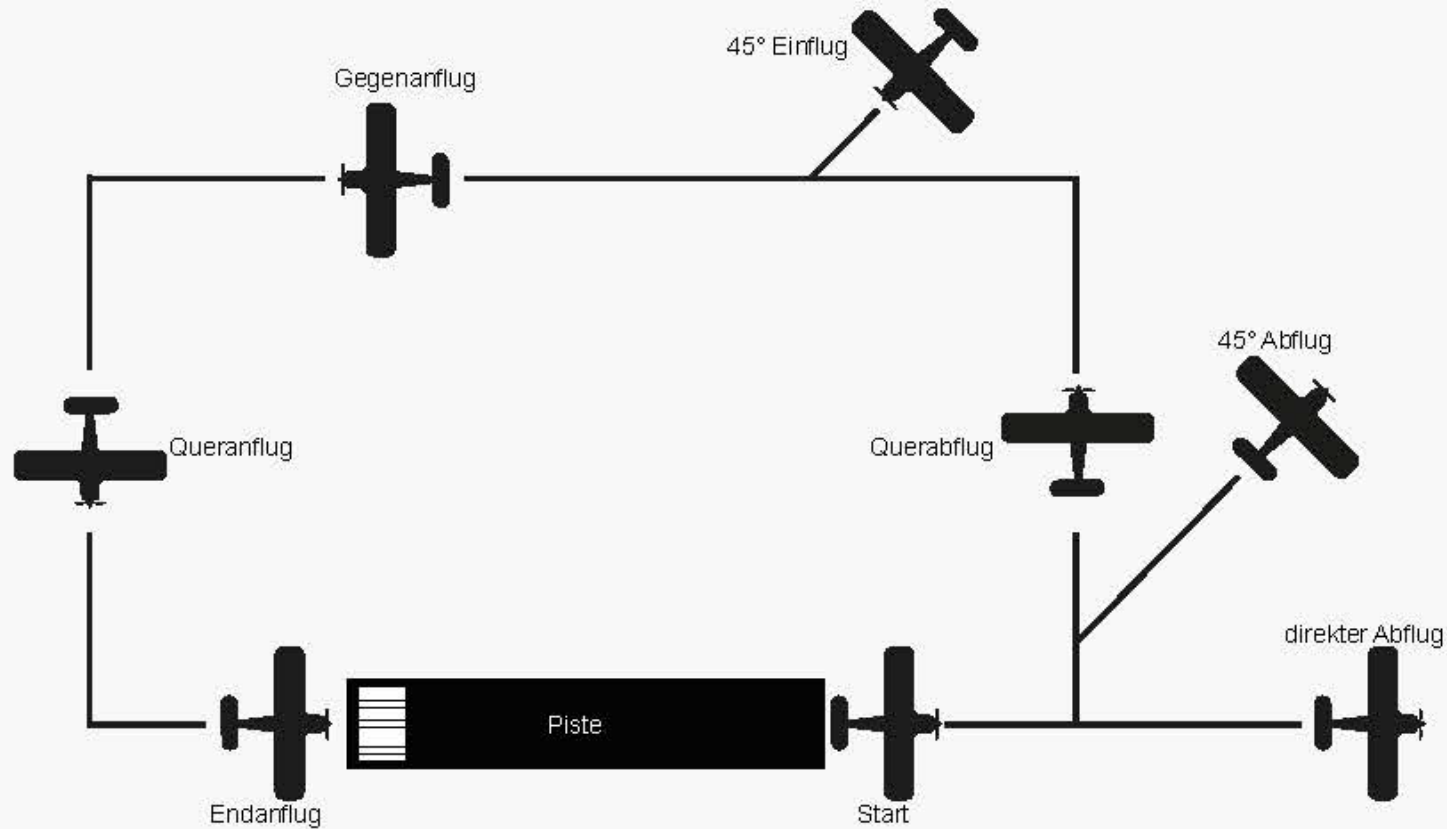 45° Einflug
Gegenanflug
45° Abflug
Queranflug
Querabflug
direkter Abflug
Piste
Endanflug
Start